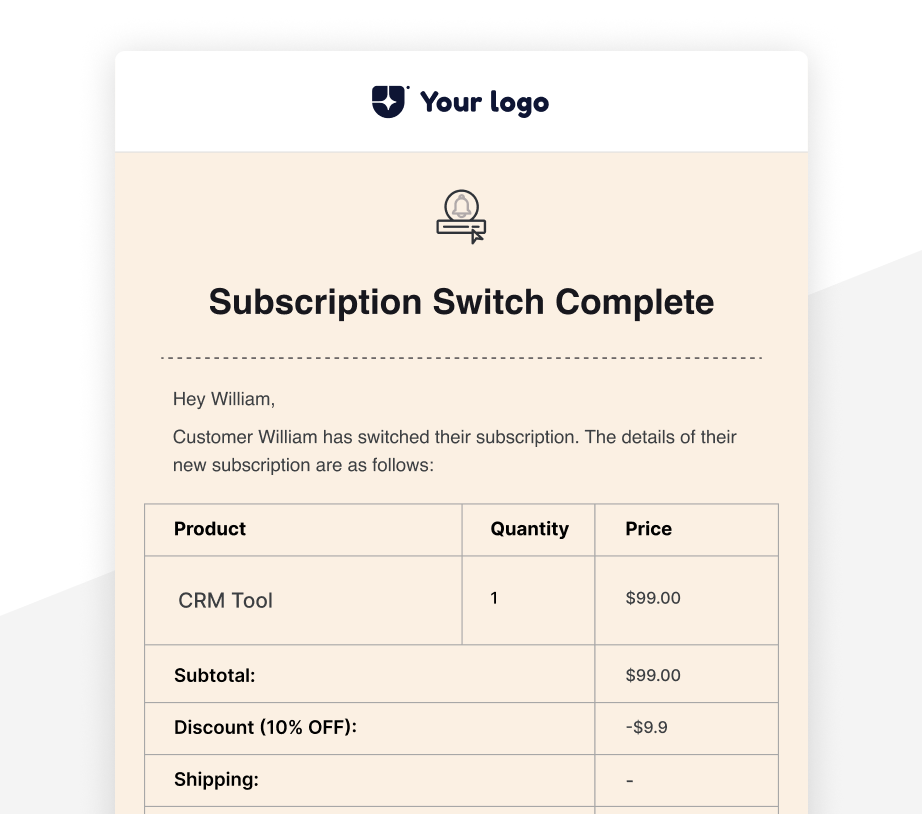 Your logo
Subscription Switch Complete
Hey William,
Customer William has switched their subscription. The details of their
new subscription are as follows:
Product Quantity Price
CRM Tool 1 $99.00
Subtotal: $99.00
Discount (10% OFF): -$9.9
Shipping: -